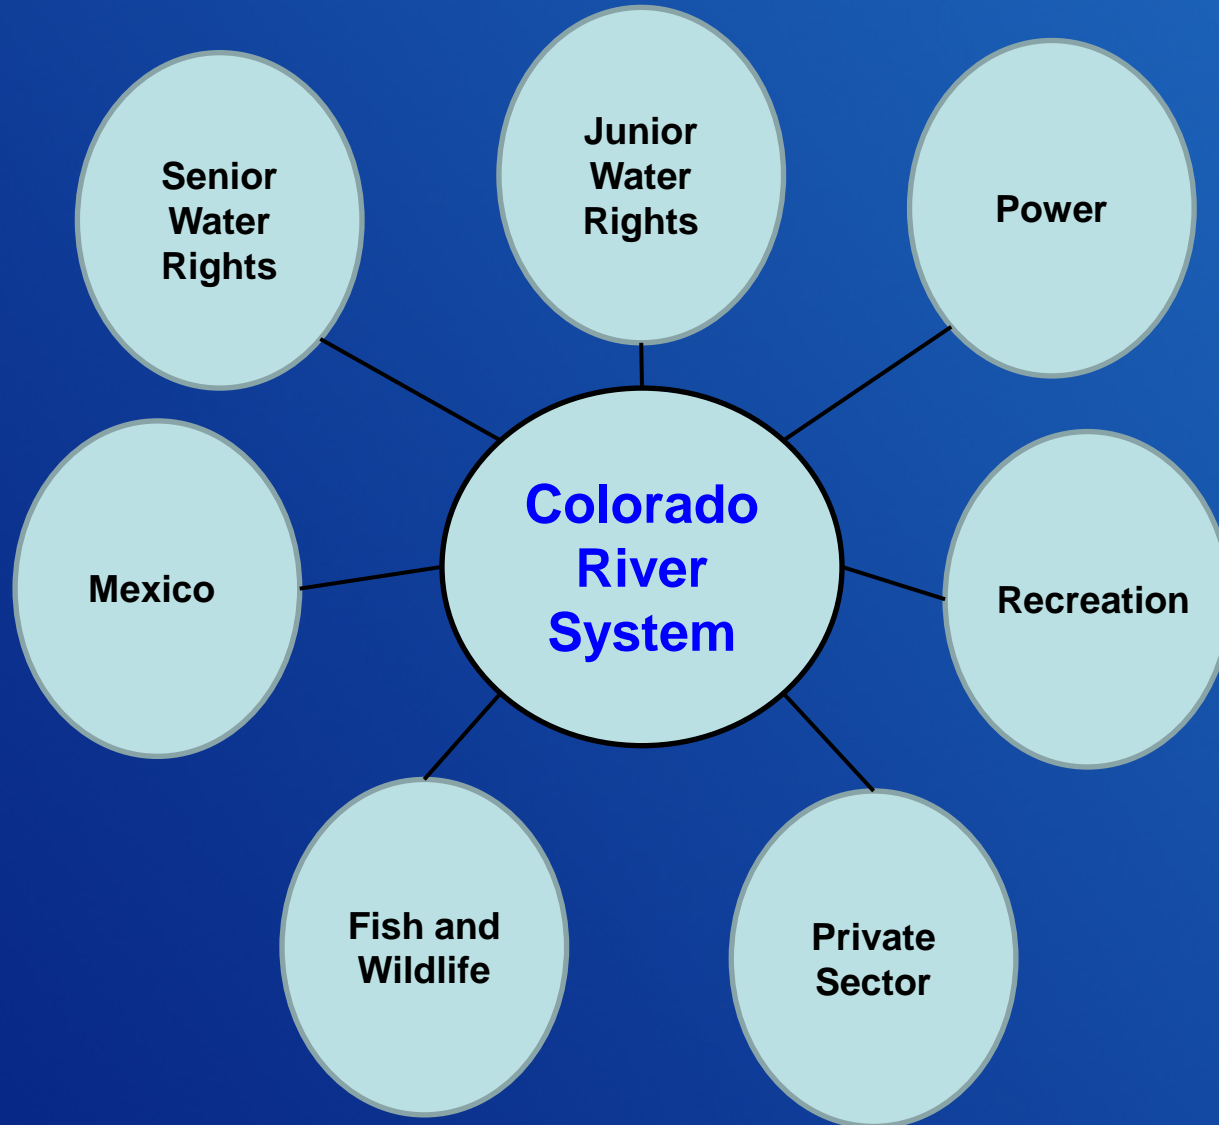 Senior
Water
Rights
Junior
Water
Rights
Power
Mexico
Colorado
River
System
Recreation
Fish and
Wildlife
Private
Sector